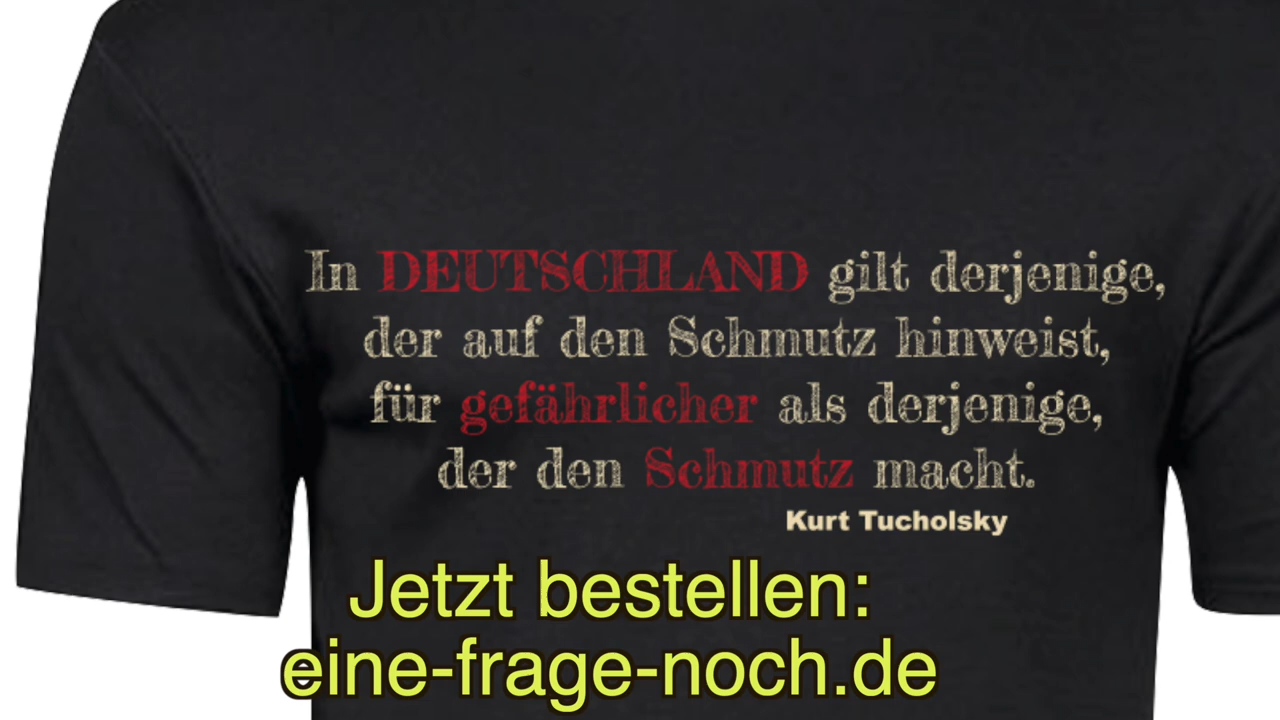 In DEUTSCHLAND gilt derjenige,
der auf den Schmutz hinweist,
für gefährlicher als derjenige,
der den Schmutz macht.
Kurt Tucholsky
Jetzt bestellen:
eine-frage-noch.de